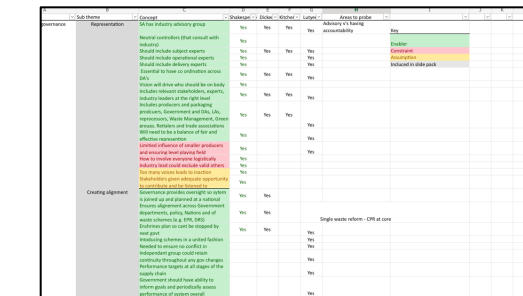 A B C D E F G H I J K
Sub theme Concept Shakespe Dicke Kitcher Lutye Areas to probe
governance Representation SA has industry advisory group Yes Yes Yes Yes Advisory v's having accountability
Key
Neutral controllers (that consult with industry) Yes
Enabler
Should include subject experts Yes Yes Yes Yes
Constraint
Should include operational experts Yes Yes
Assumption
Should include delivery experts Yes Yes
Included in slide pack
Essential to have co ordination across DA's Yes Yes Yes Yes
Vision will drive who should be on body Yes
Includes relevant stakeholders, experts, industry leaders at the right level Yes Yes Yes Yes
Includes producers and packaging
producers, Government and DAs, LAs,
reprocessors, Waste Management, Green
groups, Retailers and trade associations Yes Yes Yes Yes
Will need to be a balance of fair and
effective representation Yes Yes
Limited influence of smaller producers
and ensuring level playing field Yes Yes
How to involve everyone logistically Yes
Industry lead could exclude valid others Yes
Too many voices leads to inaction Yes
Stakeholders given adequate opportunity
to contribute and be listened to Yes
Creating alignment Governance provides oversight so sytem
is joined up and planned at a national Yes Yes
Ensures alignment across Government
departments, policy, Nations and of
waste schemes (e.g. EPR, DRS) Yes Yes
Single waste reform - CPR at core
Enshrines plan so cant be stopped by
next govt Yes Yes Yes
Introducing schemes in a united fashion Yes
Needed to ensure no conflict in Yes
Independent group could retain
continuity throughout any gov changes Yes
Performance targets at all stages of the
supply chain Yes
Government should have ability to
inform goals and periodically assess
performance of system overall Yes